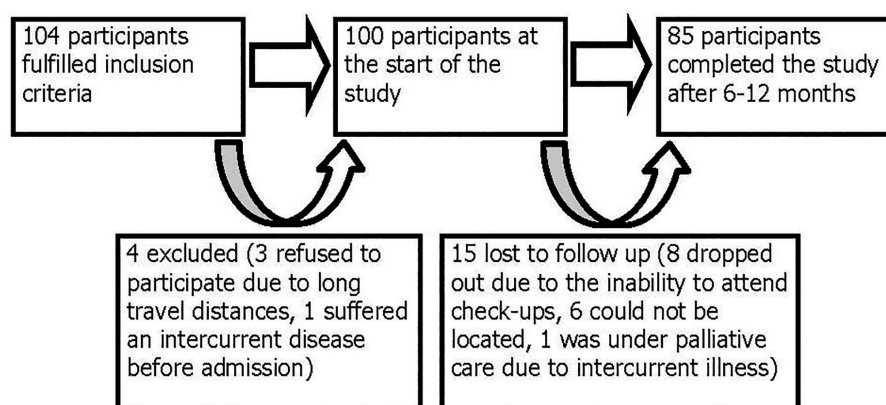 104 participants
fulfilled inclusion
criteria
100 participants at
the start of the
study
85 participants
completed the study
after 6-12 months
4 excluded (3 refused to
participate due to long
travel distances, 1 suffered
an intercurrent disease
before admission)
15 lost to follow up (8 dropped
out due to the inability to attend
check-ups, 6 could not be
located, 1 was under palliative
care due to intercurrent illness)